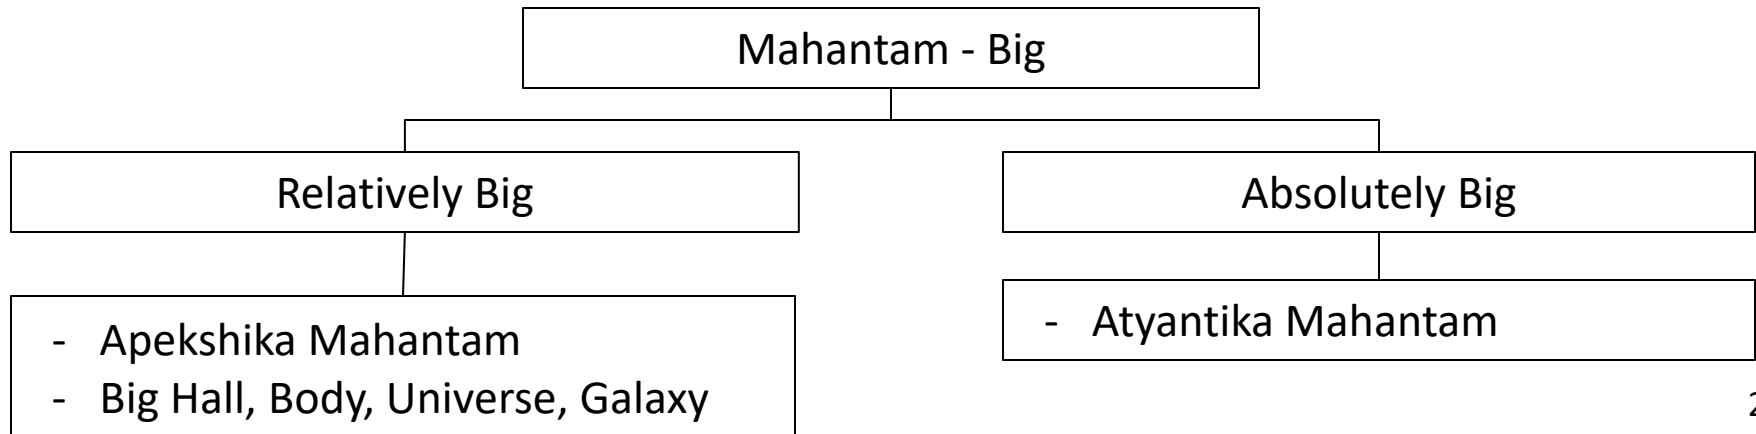 Mahantam - Big
Relatively Big
Absolutely Big
- Apekshika Mahantam
- Big Hall, Body, Universe, Galaxy
- Atyantika Mahantam